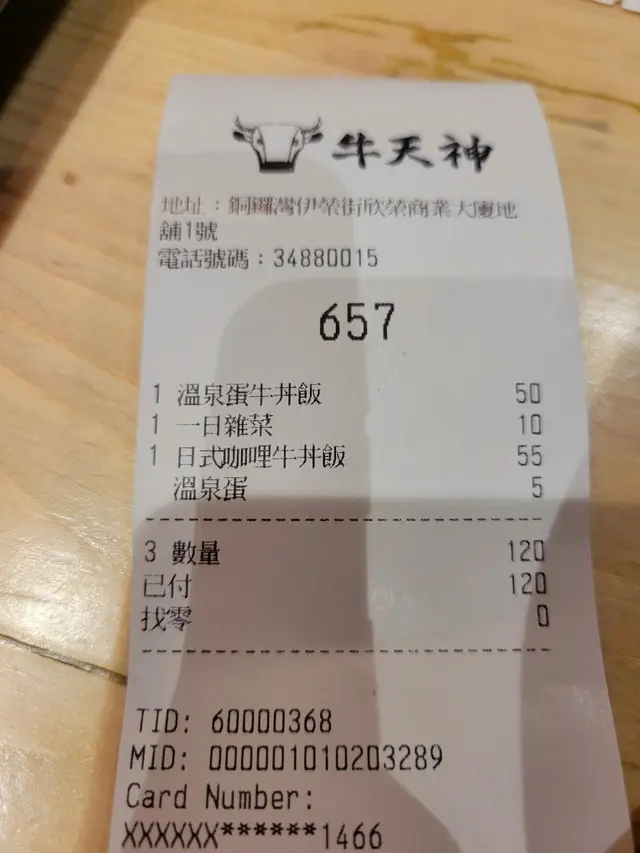 牛天神
地址：銅鑼灣伊榮街欣榮商業大廈地
舖1號
電話號碼：34880015
657
1 溫泉蛋牛丼飯 50
1 一日雜菜 10
1 日式咖哩牛丼飯 55
溫泉蛋 5
3 數量 120
已付 120
找零 0
TID: 60000368
MID: 000001010203289
Card Number:
XXXXXX******1466